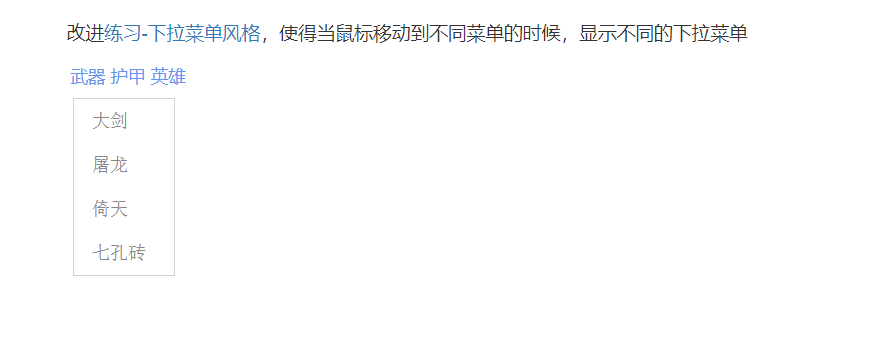 改进练习-下拉菜单风格，使得当鼠标移动到不同菜单的时候，显示不同的下拉菜单
武器 护甲 英雄
大剑
屠龙
倚天
七孔砖